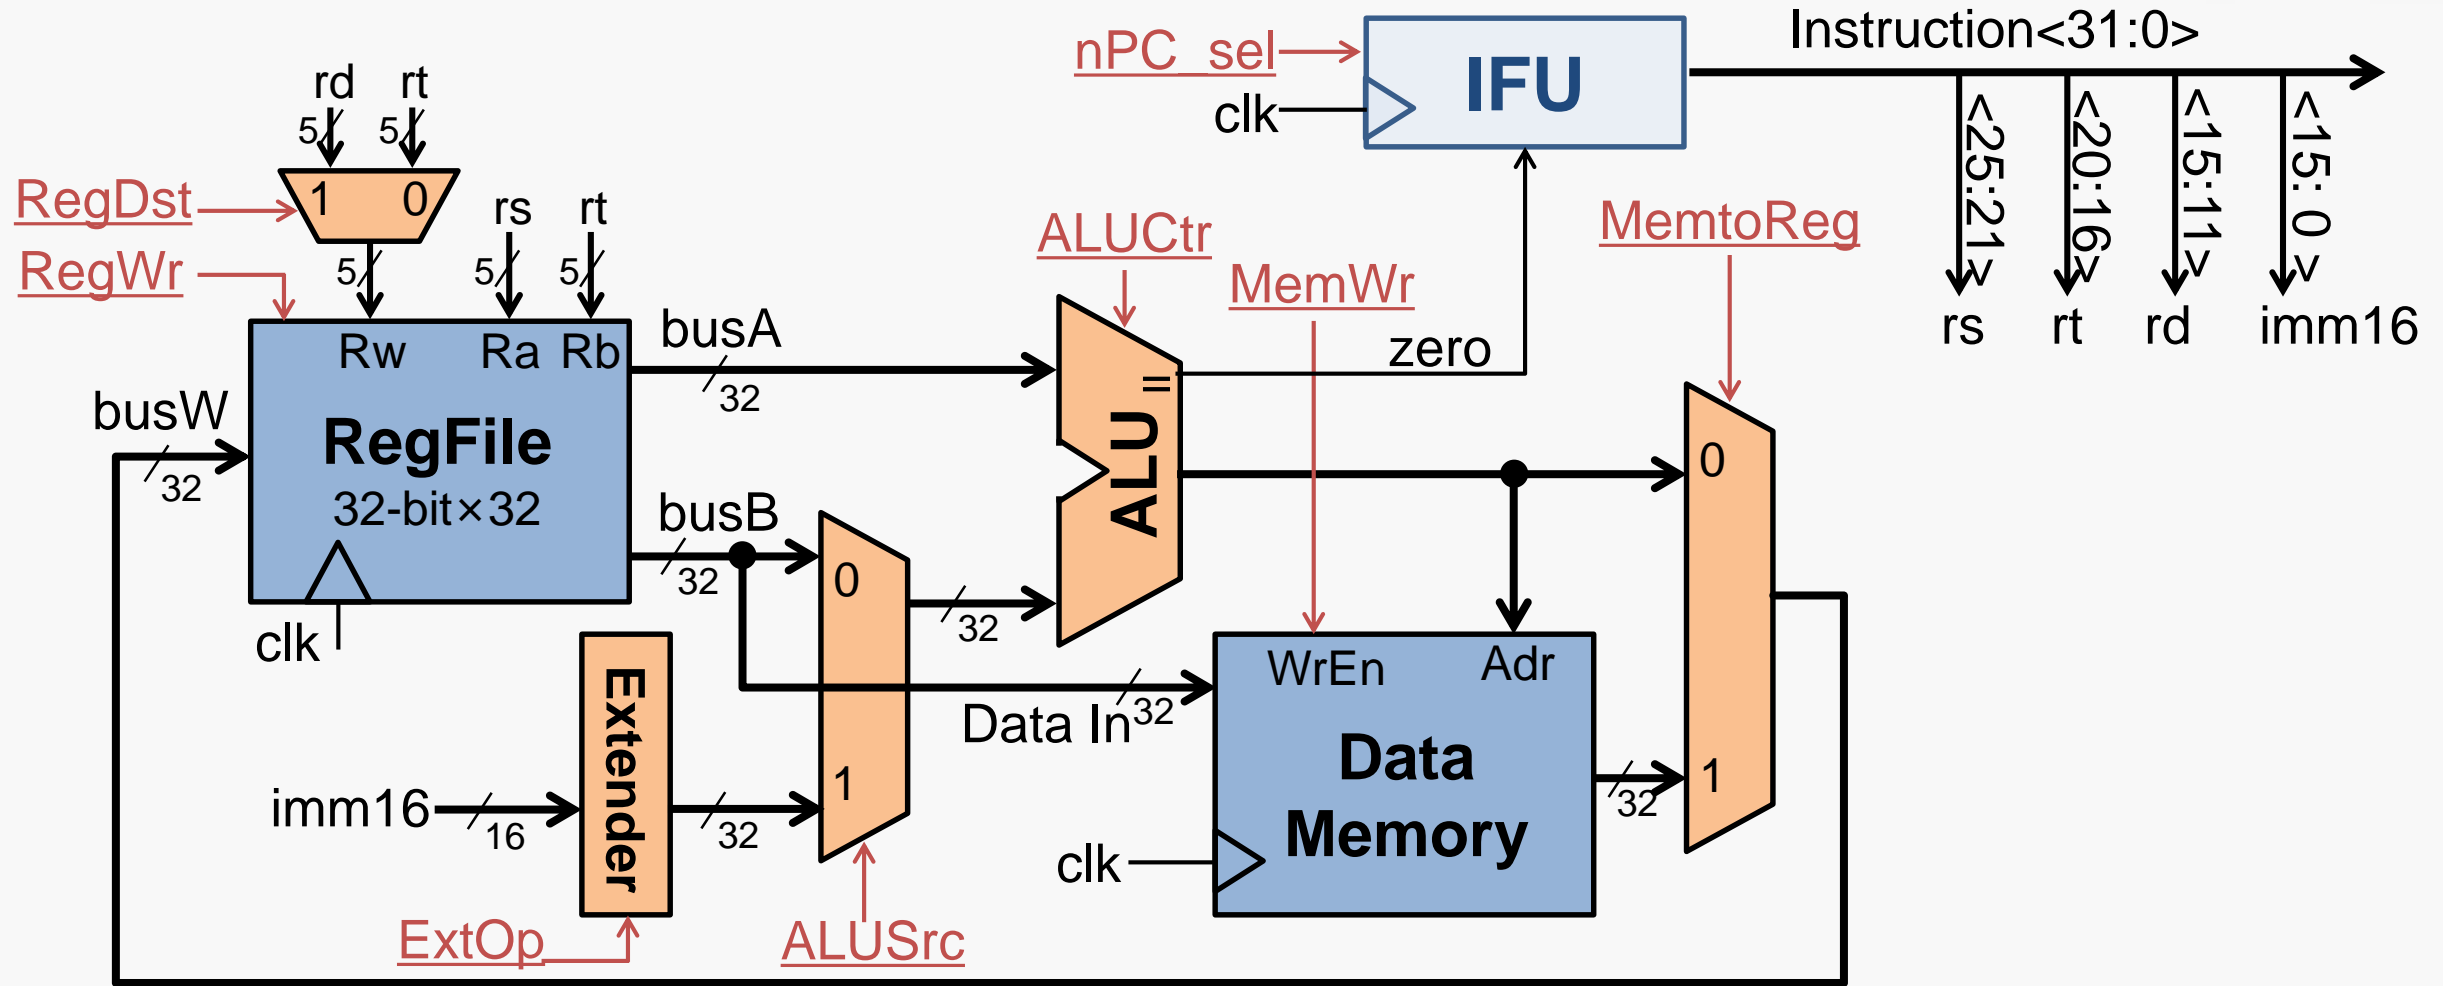 Instruction<31:0>
nPC_sel
IFU
clk
rd
rt
5
5
<25:21>
<20:16>
<15:11>
<15: 0 >
RegDst
1
0
rs
rt
ALUCtr
MemtoReg
RegWr
5
5
5
MemWr
rs
rt
rd
imm16
Rw
Ra
Rb
busA
32
zero
=
busW
32
RegFile
32-bit×32
ALU
0
busB
32
0
32
clk
Extender
WrEn
Adr
Data In
32
Data
Memory
1
32
imm16
16
32
1
clk
ExtOp
ALUSrc